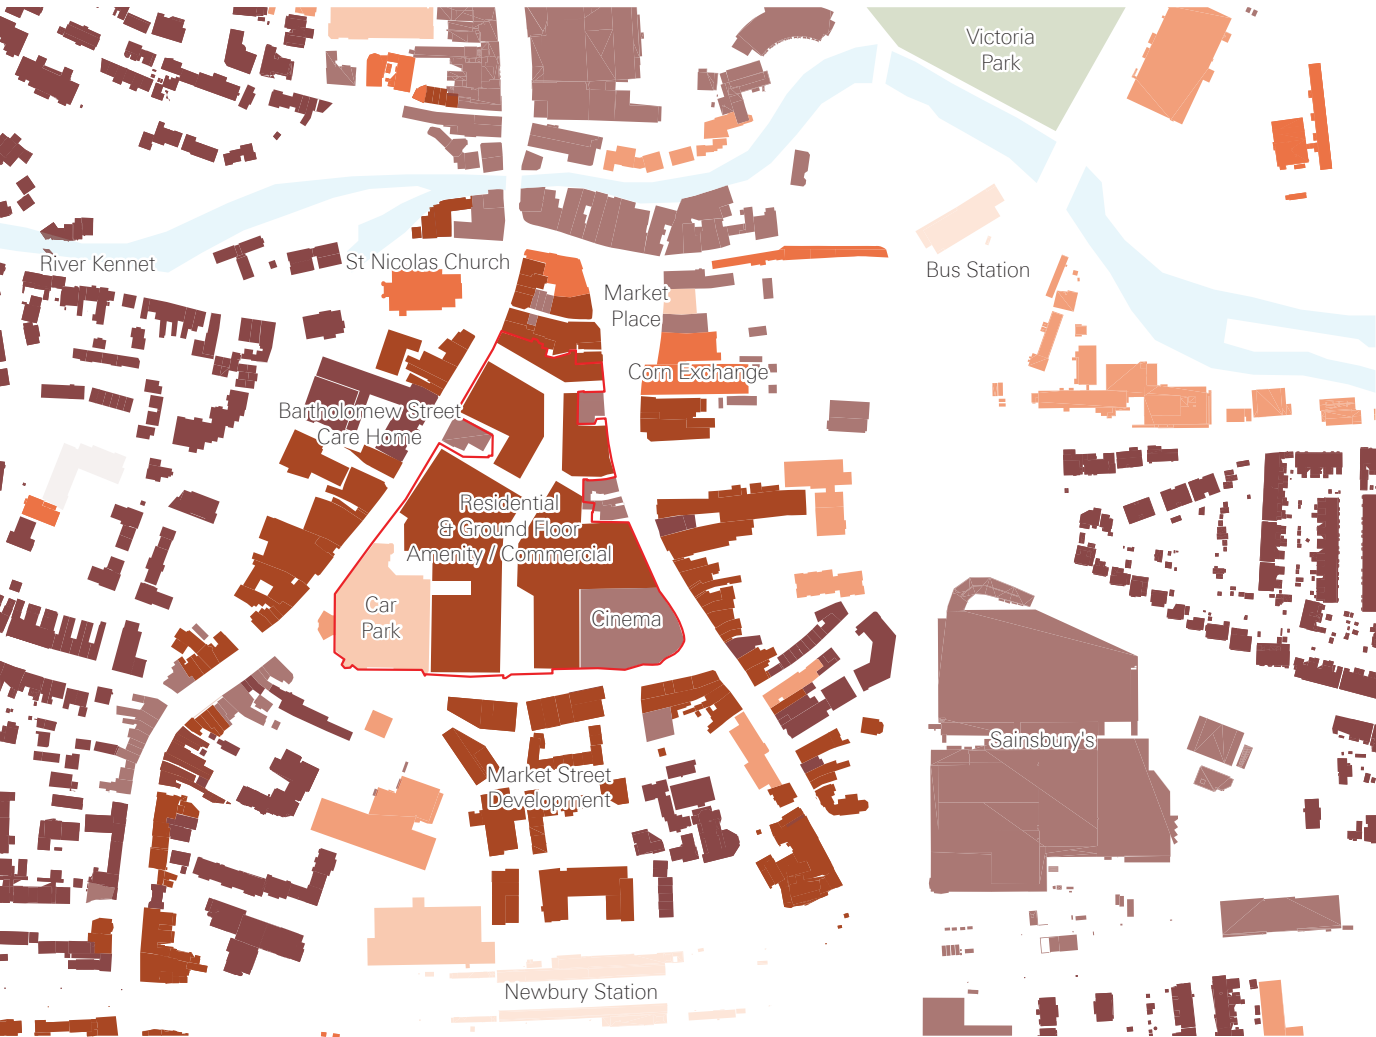 Victoria
Park
River Kennet
St Nicolas Church
Bus Station
Market
Place
Corn Exchange
Bartholomew Street
Care Home
Residential
& Ground Floor
Amenity / Commercial
Car
Park
Cinema
Sainsbury's
Market Street
Development
Newbury Station